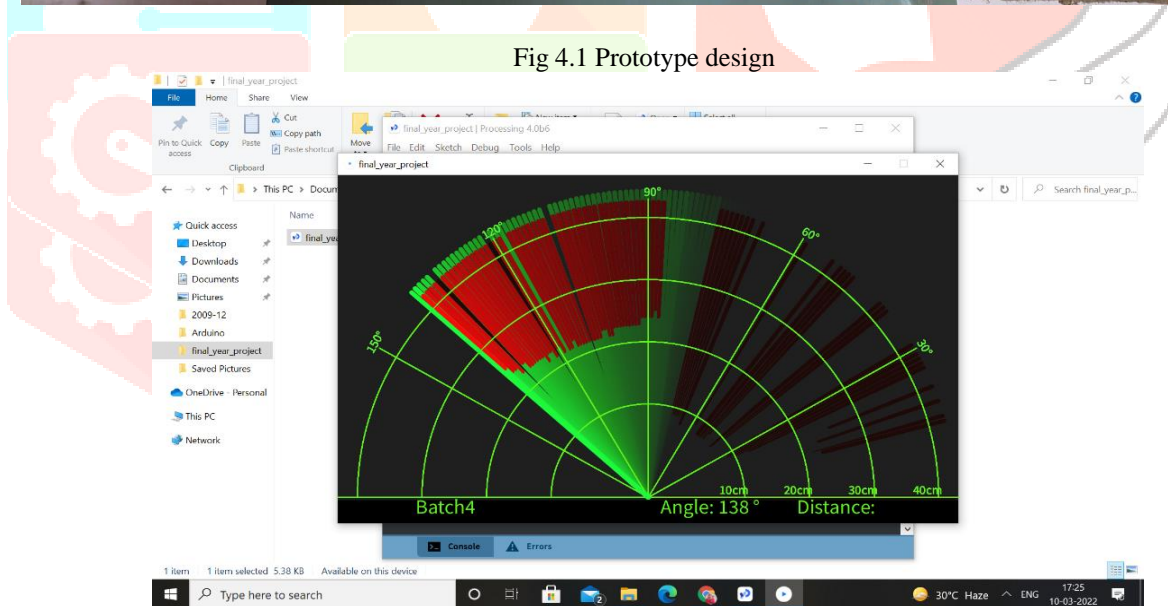 Fig 4.1 Prototype design
final_year_project
File Home Share View
Pin to Quick access
Copy
Paste
Cut
Copy path
Paste shortcut
Move
Clipboard
final_year_project | Processing 4.0b6
File Edit Sketch Debug Tools Help
final_year_project
This PC > Docum
Search final_year_p...
Quick access
Desktop
Downloads
Documents
Pictures
2009-12
Arduino
final_year_project
Saved Pictures
OneDrive - Personal
This PC
Network
Name
final_yea
90°
120°
60°
150°
30°
10cm 20cm 30cm 40cm
Batch4 Angle: 138 ° Distance:
Console Errors
1 item 1 item selected 5.38 KB Available on this device
Type here to search
2
30°C Haze ENG
17:25
10-03-2022